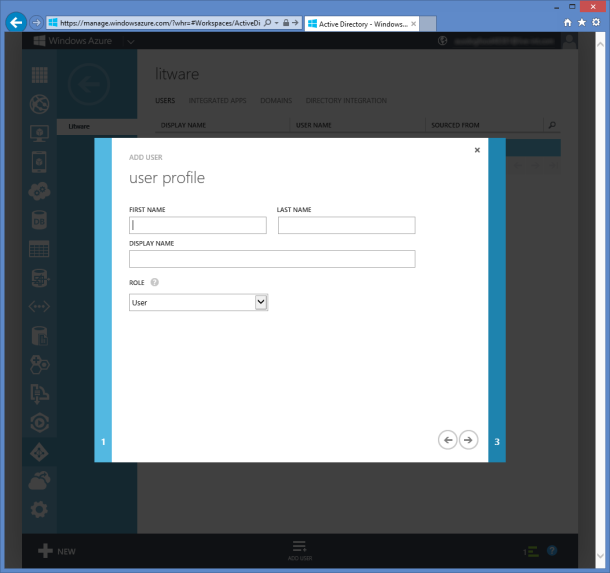 https://manage.windowsazure.com/?whr=#Workspaces/ActiveDi
Active Directory - Windows...
Windows Azure
litware
USERS INTEGRATED APPS DOMAINS DIRECTORY INTEGRATION
Litware
DISPLAY NAME USER NAME SOURCED FROM
ADD USER
user profile
FIRST NAME LAST NAME
DISPLAY NAME
ROLE ?
User
1
3
DB
NEW
ADD USER
1
?